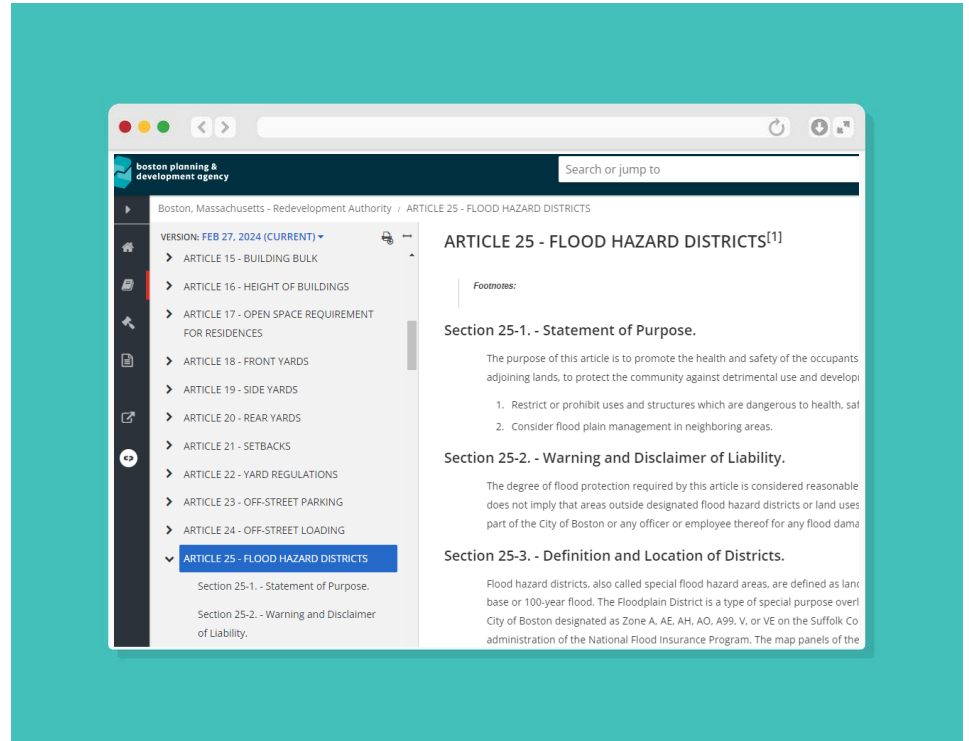 boston planning &
development agency
Search or jump to
Boston, Massachusetts - Redevelopment Authority / ARTICLE 25 - FLOOD HAZARD DISTRICTS
VERSION: FEB 27, 2024 (CURRENT)
ARTICLE 15 - BUILDING BULK
ARTICLE 16 - HEIGHT OF BUILDINGS
ARTICLE 17 - OPEN SPACE REQUIREMENT
FOR RESIDENCES
ARTICLE 18 - FRONT YARDS
ARTICLE 19 - SIDE YARDS
ARTICLE 20 - REAR YARDS
ARTICLE 21 - SETBACKS
ARTICLE 22 - YARD REGULATIONS
ARTICLE 23 - OFF-STREET PARKING
ARTICLE 24 - OFF-STREET LOADING
ARTICLE 25 - FLOOD HAZARD DISTRICTS
Section 25-1. - Statement of Purpose.
Section 25-2. - Warning and Disclaimer
of Liability.
ARTICLE 25 - FLOOD HAZARD DISTRICTS[1]
Footnotes:
Section 25-1. - Statement of Purpose.
The purpose of this article is to promote the health and safety of the occupants
adjoining lands, to protect the community against detrimental use and
1. Restrict or prohibit uses and structures which are dangerous to health,
2. Consider flood plain management in neighboring areas.
Section 25-2. - Warning and Disclaimer of Liability.
The degree of flood protection required by this article is considered reasonable
does not imply that areas outside designated flood hazard districts or land uses
part of the City of Boston or any officer or employee thereof for any flood
Section 25-3. - Definition and Location of Districts.
Flood hazard districts, also called special flood hazard areas, are defined as
base or 100-year flood. The Floodplain District is a type of special purpose
City of Boston designated as Zone A, AE, AH, AO, A99, V, or VE on the Suffolk
administration of the National Flood Insurance Program. The map panels of the